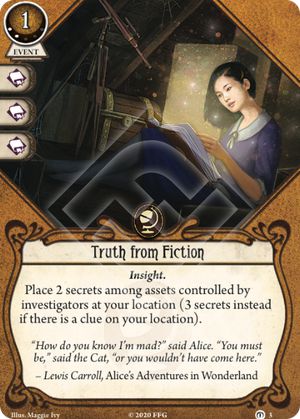 1
EVENT
Truth from Fiction
Insight.
Place 2 secrets among assets controlled by
investigators at your location (3 secrets instead
if there is a clue on your location).
“How do you know I’m mad?” said Alice. “You must
be,” said the Cat, “or you wouldn’t have come here.”
– Lewis Carroll, Alice’s Adventures in Wonderland
Illus. Maggie Ivy © 2020 FFG 3